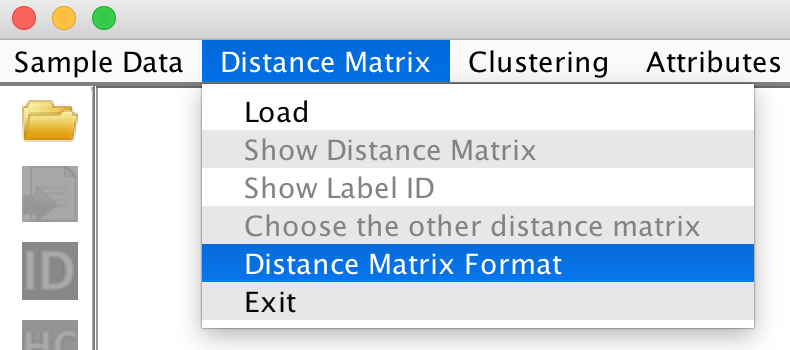 Sample Data Distance Matrix Clustering Attributes
Load
Show Distance Matrix
Show Label ID
Choose the other distance matrix
ID
Distance Matrix Format
Exit
HC